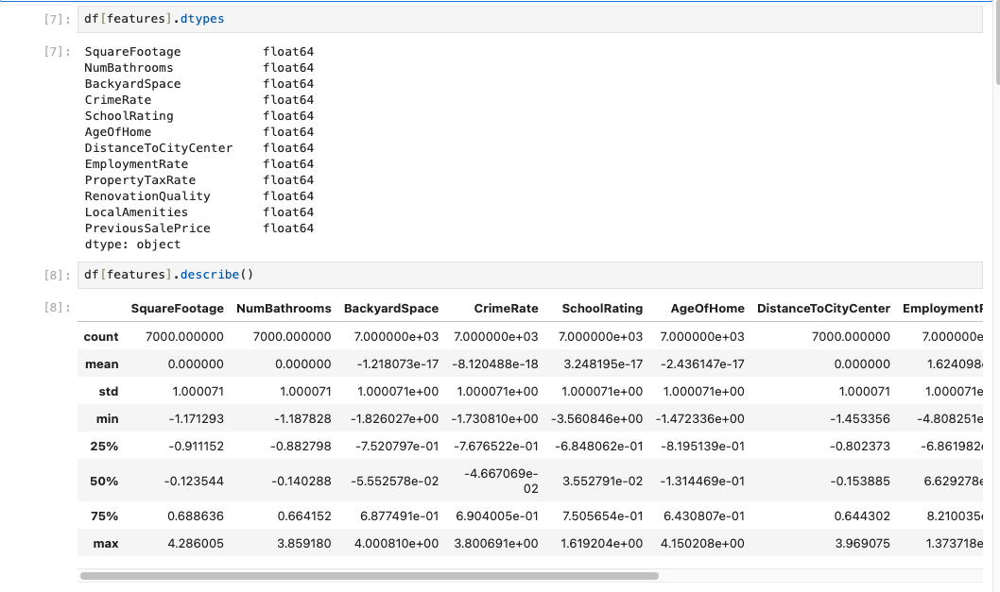 [7]: df[features].dtypes
[7]: SquareFootage float64
NumBathrooms float64
BackyardSpace float64
CrimeRate float64
SchoolRating float64
AgeOfHome float64
DistanceToCityCenter float64
EmploymentRate float64
PropertyTaxRate float64
RenovationQuality float64
LocalAmenities float64
PreviousSalePrice float64
dtype: object
[8]: df[features].describe()
[8]: SquareFootage NumBathrooms BackyardSpace CrimeRate SchoolRating AgeOfHome DistanceToCityCenter EmploymentR
count 7000.000000 7000.000000 7.000000e+03 7.000000e+03 7.000000e+03 7.000000e+03 7000.000000 7.000000e
mean 0.000000 0.000000 -1.218073e-17 -8.120488e-18 3.248195e-17 -2.436147e-17 0.000000 1.624098
std 1.000071 1.000071 1.000071e+00 1.000071e+00 1.000071e+00 1.000071e+00 1.000071 1.000071e
min -1.171293 -1.187828 -1.826027e+00 -1.730810e+00 -3.560846e+00 -1.472336e+00 -1.453356 -4.808251e
25% -0.911152 -0.882798 -7.520797e-01 -7.676522e-01 -6.848062e-01 -8.195139e-01 -0.802373 -6.861982
50% -0.123544 -0.140288 -5.552578e-02 -4.667069e-
02 3.552791e-02 -1.314469e-01 -0.153885 6.629278e
75% 0.688636 0.664152 6.877491e-01 6.904005e-01 7.505654e-01 6.430807e-01 0.644302 8.210035
max 4.286005 3.859180 4.000810e+00 3.800691e+00 1.619204e+00 4.150208e+00 3.969075 1.373718e